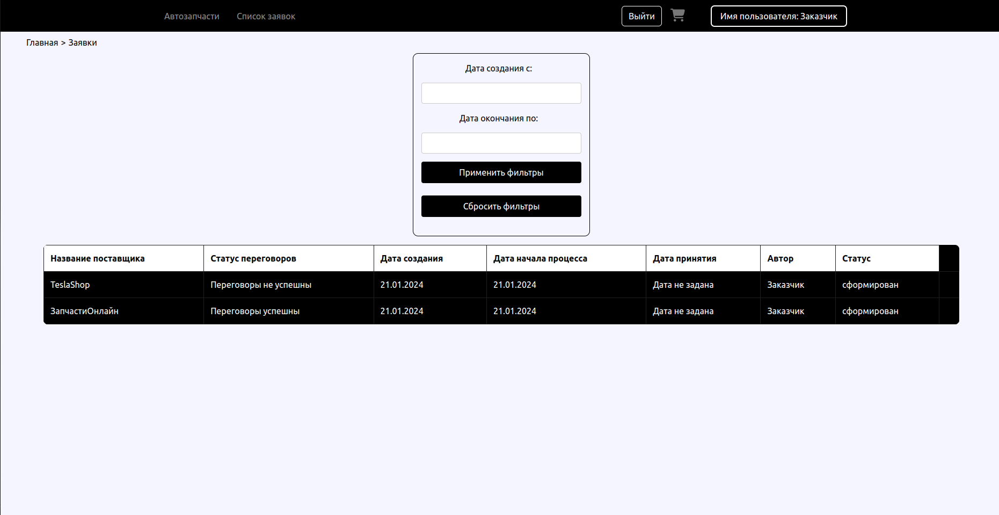 Автозапчасти Список заявок Выйти Имя пользователя: Заказчик
Главная > Заявки
Дата создания с:
Дата окончания по:
Применить фильтры
Сбросить фильтры
Название поставщика Статус переговоров Дата создания Дата начала процесса Дата принятия Автор Статус
TeslaShop Переговоры не успешны 21.01.2024 21.01.2024 Дата не задана Заказчик сформирован
ЗапчастиОнлайн Переговоры успешны 21.01.2024 21.01.2024 Дата не задана Заказчик сформирован